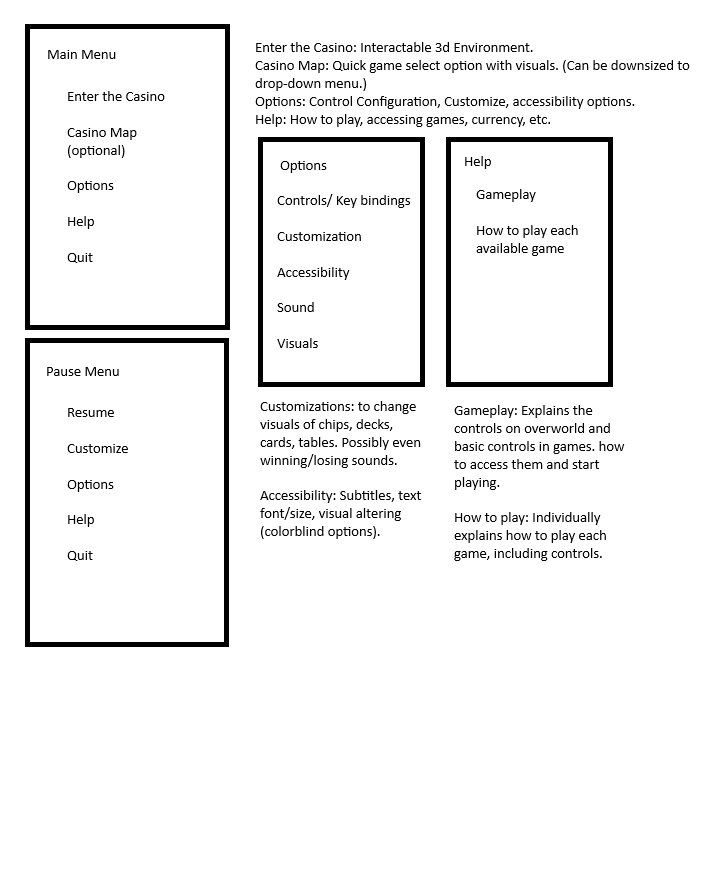 Main Menu
Enter the Casino
Casino Map
(optional)
Options
Help
Quit
Enter the Casino: Interactable 3d Environment.
Casino Map: Quick game select option with visuals. (Can be downsized to
drop-down menu.)
Options: Control Configuration, Customize, accessibility options.
Help: How to play, accessing games, currency, etc.
Options
Controls/ Key bindings
Customization
Accessibility
Sound
Visuals
Help
Gameplay
How to play each
available game
Pause Menu
Resume
Customize
Options
Help
Quit
Customizations: to change
visuals of chips, decks,
cards, tables. Possibly even
winning/losing sounds.
Accessibility: Subtitles, text
font/size, visual altering
(colorblind options).
Gameplay: Explains the
controls on overworld and
basic controls in games. how
to access them and start
playing.
How to play: Individually
explains how to play each
game, including controls.